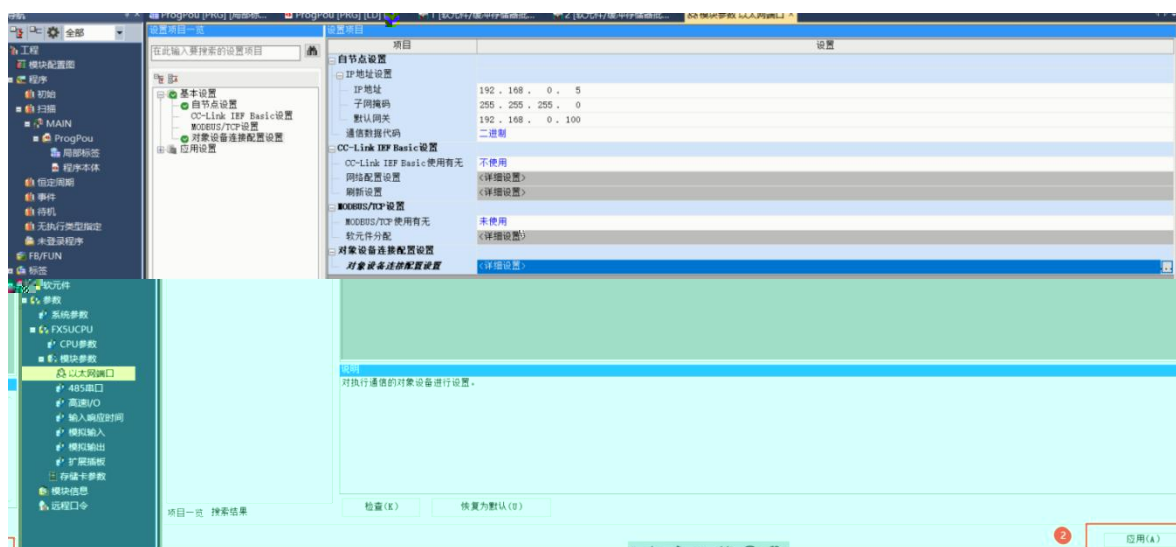 导航
ProgPou [PRG] [局部标...
ProgPou [PRG] [LD]
1 [软元件/缓冲存储器批...
2 [软元件/缓冲存储器批...
模块参数 以太网端口 ×
全部
设置项目一览
设置项目
在此输入要搜索的设置项目
项目
设置
工程
模块配置图
程序
初始
扫描
MAIN
ProgPou
局部标签
程序本体
恒定周期
事件
待机
无执行类型指定
未登录程序
FB/FUN
标签
软元件
参数
系统参数
FX5UCPU
CPU参数
模块参数
以太网端口
485串口
高速I/O
输入响应时间
模拟输入
模拟输出
扩展插板
存储卡参数
模块信息
远程口令
基本设置
自节点设置
CC-Link IEF Basic设置
MODBUS/TCP设置
对象设备连接配置设置
应用设置
自节点设置
IP地址设置
IP地址 192 . 168 . 0 . 5
子网掩码 255 . 255 . 255 . 0
默认网关 192 . 168 . 0 . 100
通信数据代码 二进制
CC-Link IEF Basic设置
CC-Link IEF Basic使用有无 不使用
网络配置设置 <详细设置>
刷新设置 <详细设置>
MODBUS/TCP设置
MODBUS/TCP使用有无 未使用
软元件分配 <详细设置>
对象设备连接配置设置
对象设备连接配置设置 <详细设置>
说明
对执行通信的对象设备进行设置。
项目一览 搜索结果
检查(K)
恢复为默认(U)
2
应用(A)